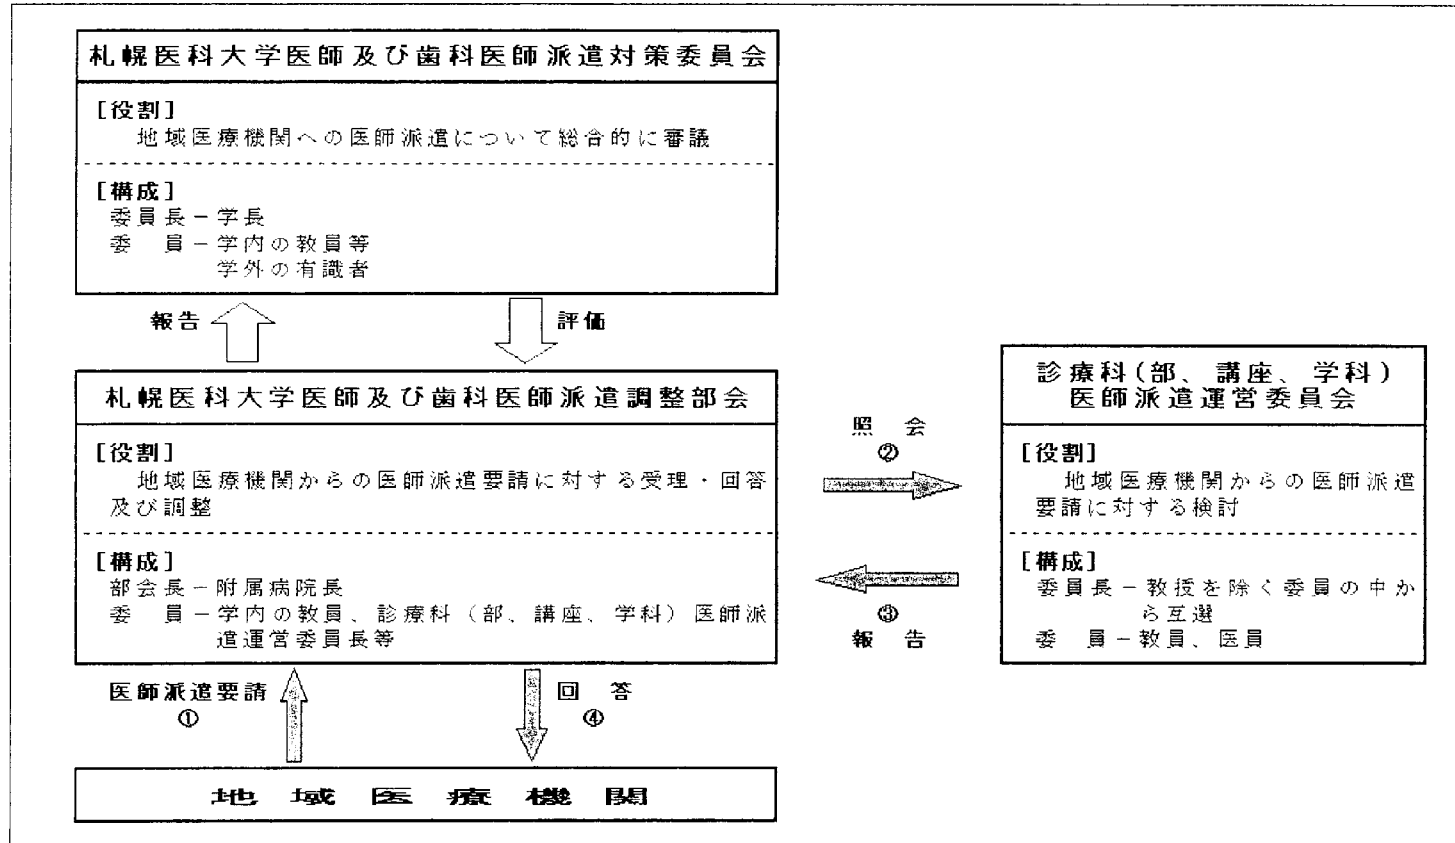 札幌医科大学医師及び歯科医師派遣対策委員会
[役割]
地域医療機関への医師派遣について総合的に審議
[構成]
委員長－学長
委　員－学内の教員等
学外の有識者
報告
評価
札幌医科大学医師及び歯科医師派遣調整部会
[役割]
地域医療機関からの医師派遣要請に対する受理・回答
及び調整
[構成]
部会長－附属病院長
委　員－学内の教員、診療科（部、講座、学科）医師派
遣運営委員長等
照　会
②
③
報　告
診療科(部、講座、学科)
医師派遣運営委員会
[役割]
地域医療機関からの医師派遣
要請に対する検討
[構成]
委員長－教授を除く委員の中か
ら互選
委　員－教員、医員
医師派遣要請
①
回　答
④
地域医療機関